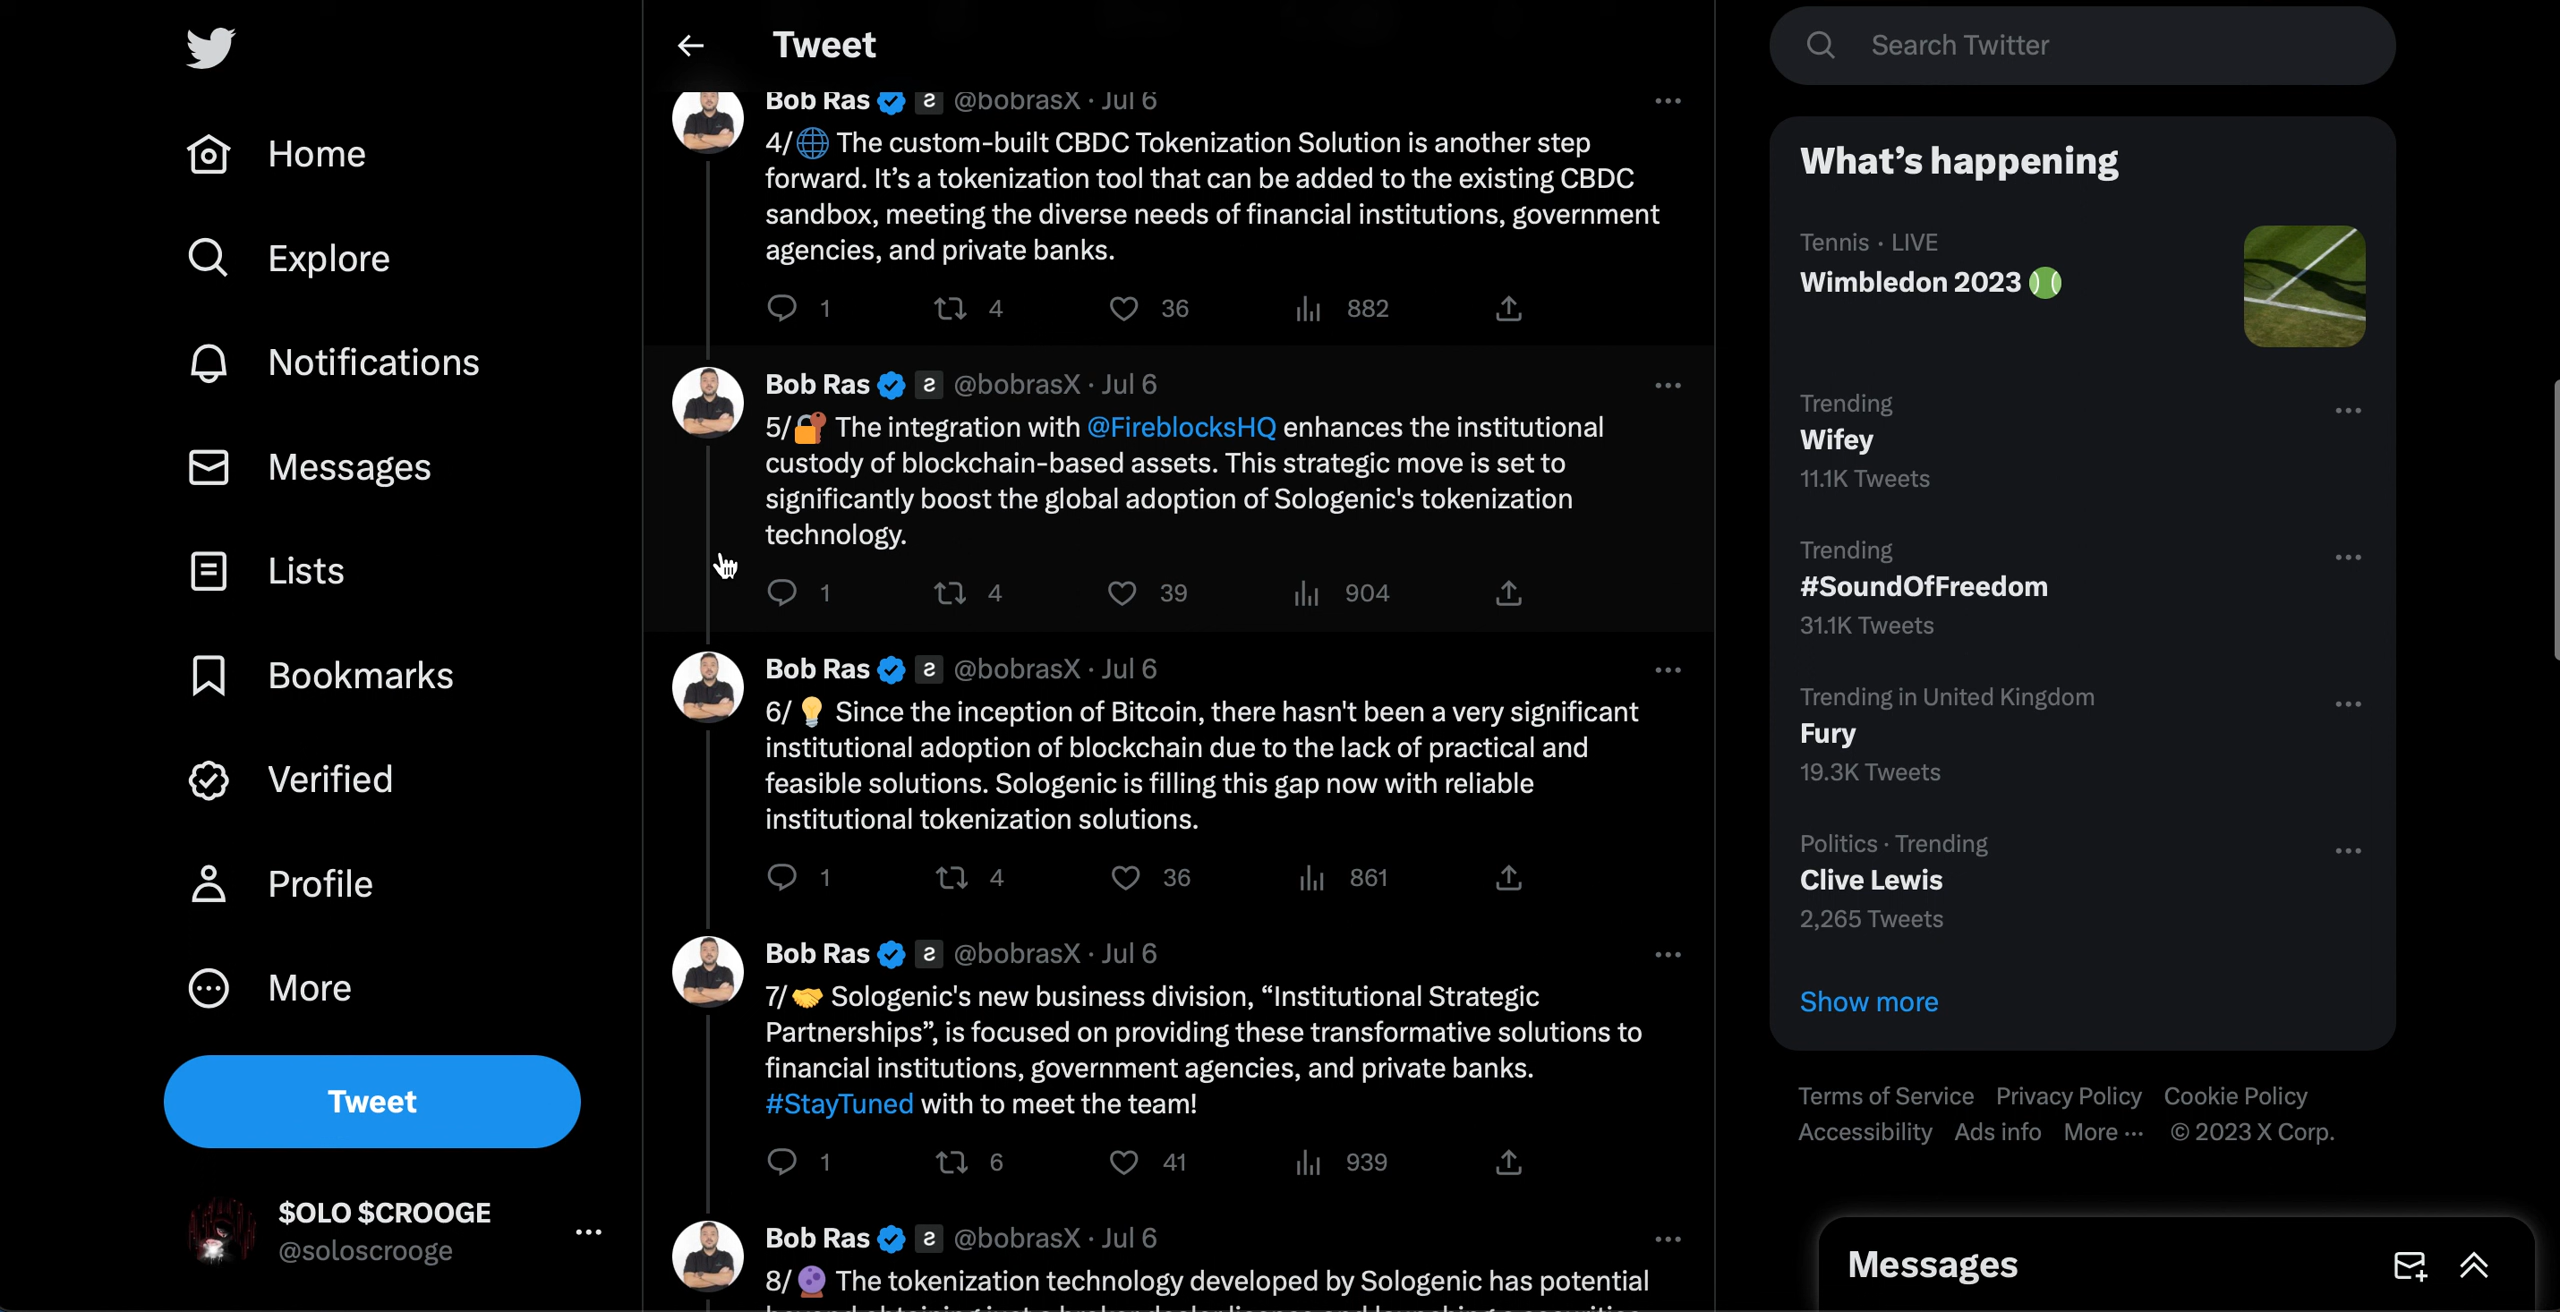 Home
Explore
Notifications
Messages
Lists
Bookmarks
Verified
Profile
More
Tweet
$OLO $CROOGE
@soloscrooge
Tweet
Bob Ras @bobrasX · Jul 6
4/🌐 The custom-built CBDC Tokenization Solution is another step
forward. It’s a tokenization tool that can be added to the existing CBDC
sandbox, meeting the diverse needs of financial institutions, government
agencies, and private banks.
1 4 36 882
Bob Ras @bobrasX · Jul 6
5/🔐 The integration with @FireblocksHQ enhances the institutional
custody of blockchain-based assets. This strategic move is set to
significantly boost the global adoption of Sologenic's tokenization
technology.
1 4 39 904
Bob Ras @bobrasX · Jul 6
6/ 💡 Since the inception of Bitcoin, there hasn't been a very significant
institutional adoption of blockchain due to the lack of practical and
feasible solutions. Sologenic is filling this gap now with reliable
institutional tokenization solutions.
1 4 36 861
Bob Ras @bobrasX · Jul 6
7/🤝 Sologenic's new business division, “Institutional Strategic
Partnerships”, is focused on providing these transformative solutions to
financial institutions, government agencies, and private banks.
#StayTuned with to meet the team!
1 6 41 939
Bob Ras @bobrasX · Jul 6
8/🔮 The tokenization technology developed by Sologenic has potential
Search Twitter
What’s happening
Tennis · LIVE
Wimbledon 2023 🎾
Trending
Wifey
11.1K Tweets
Trending
#SoundOfFreedom
31.1K Tweets
Trending in United Kingdom
Fury
19.3K Tweets
Politics · Trending
Clive Lewis
2,265 Tweets
Show more
Terms of Service Privacy Policy Cookie Policy
Accessibility Ads info More ··· © 2023 X Corp.
Messages